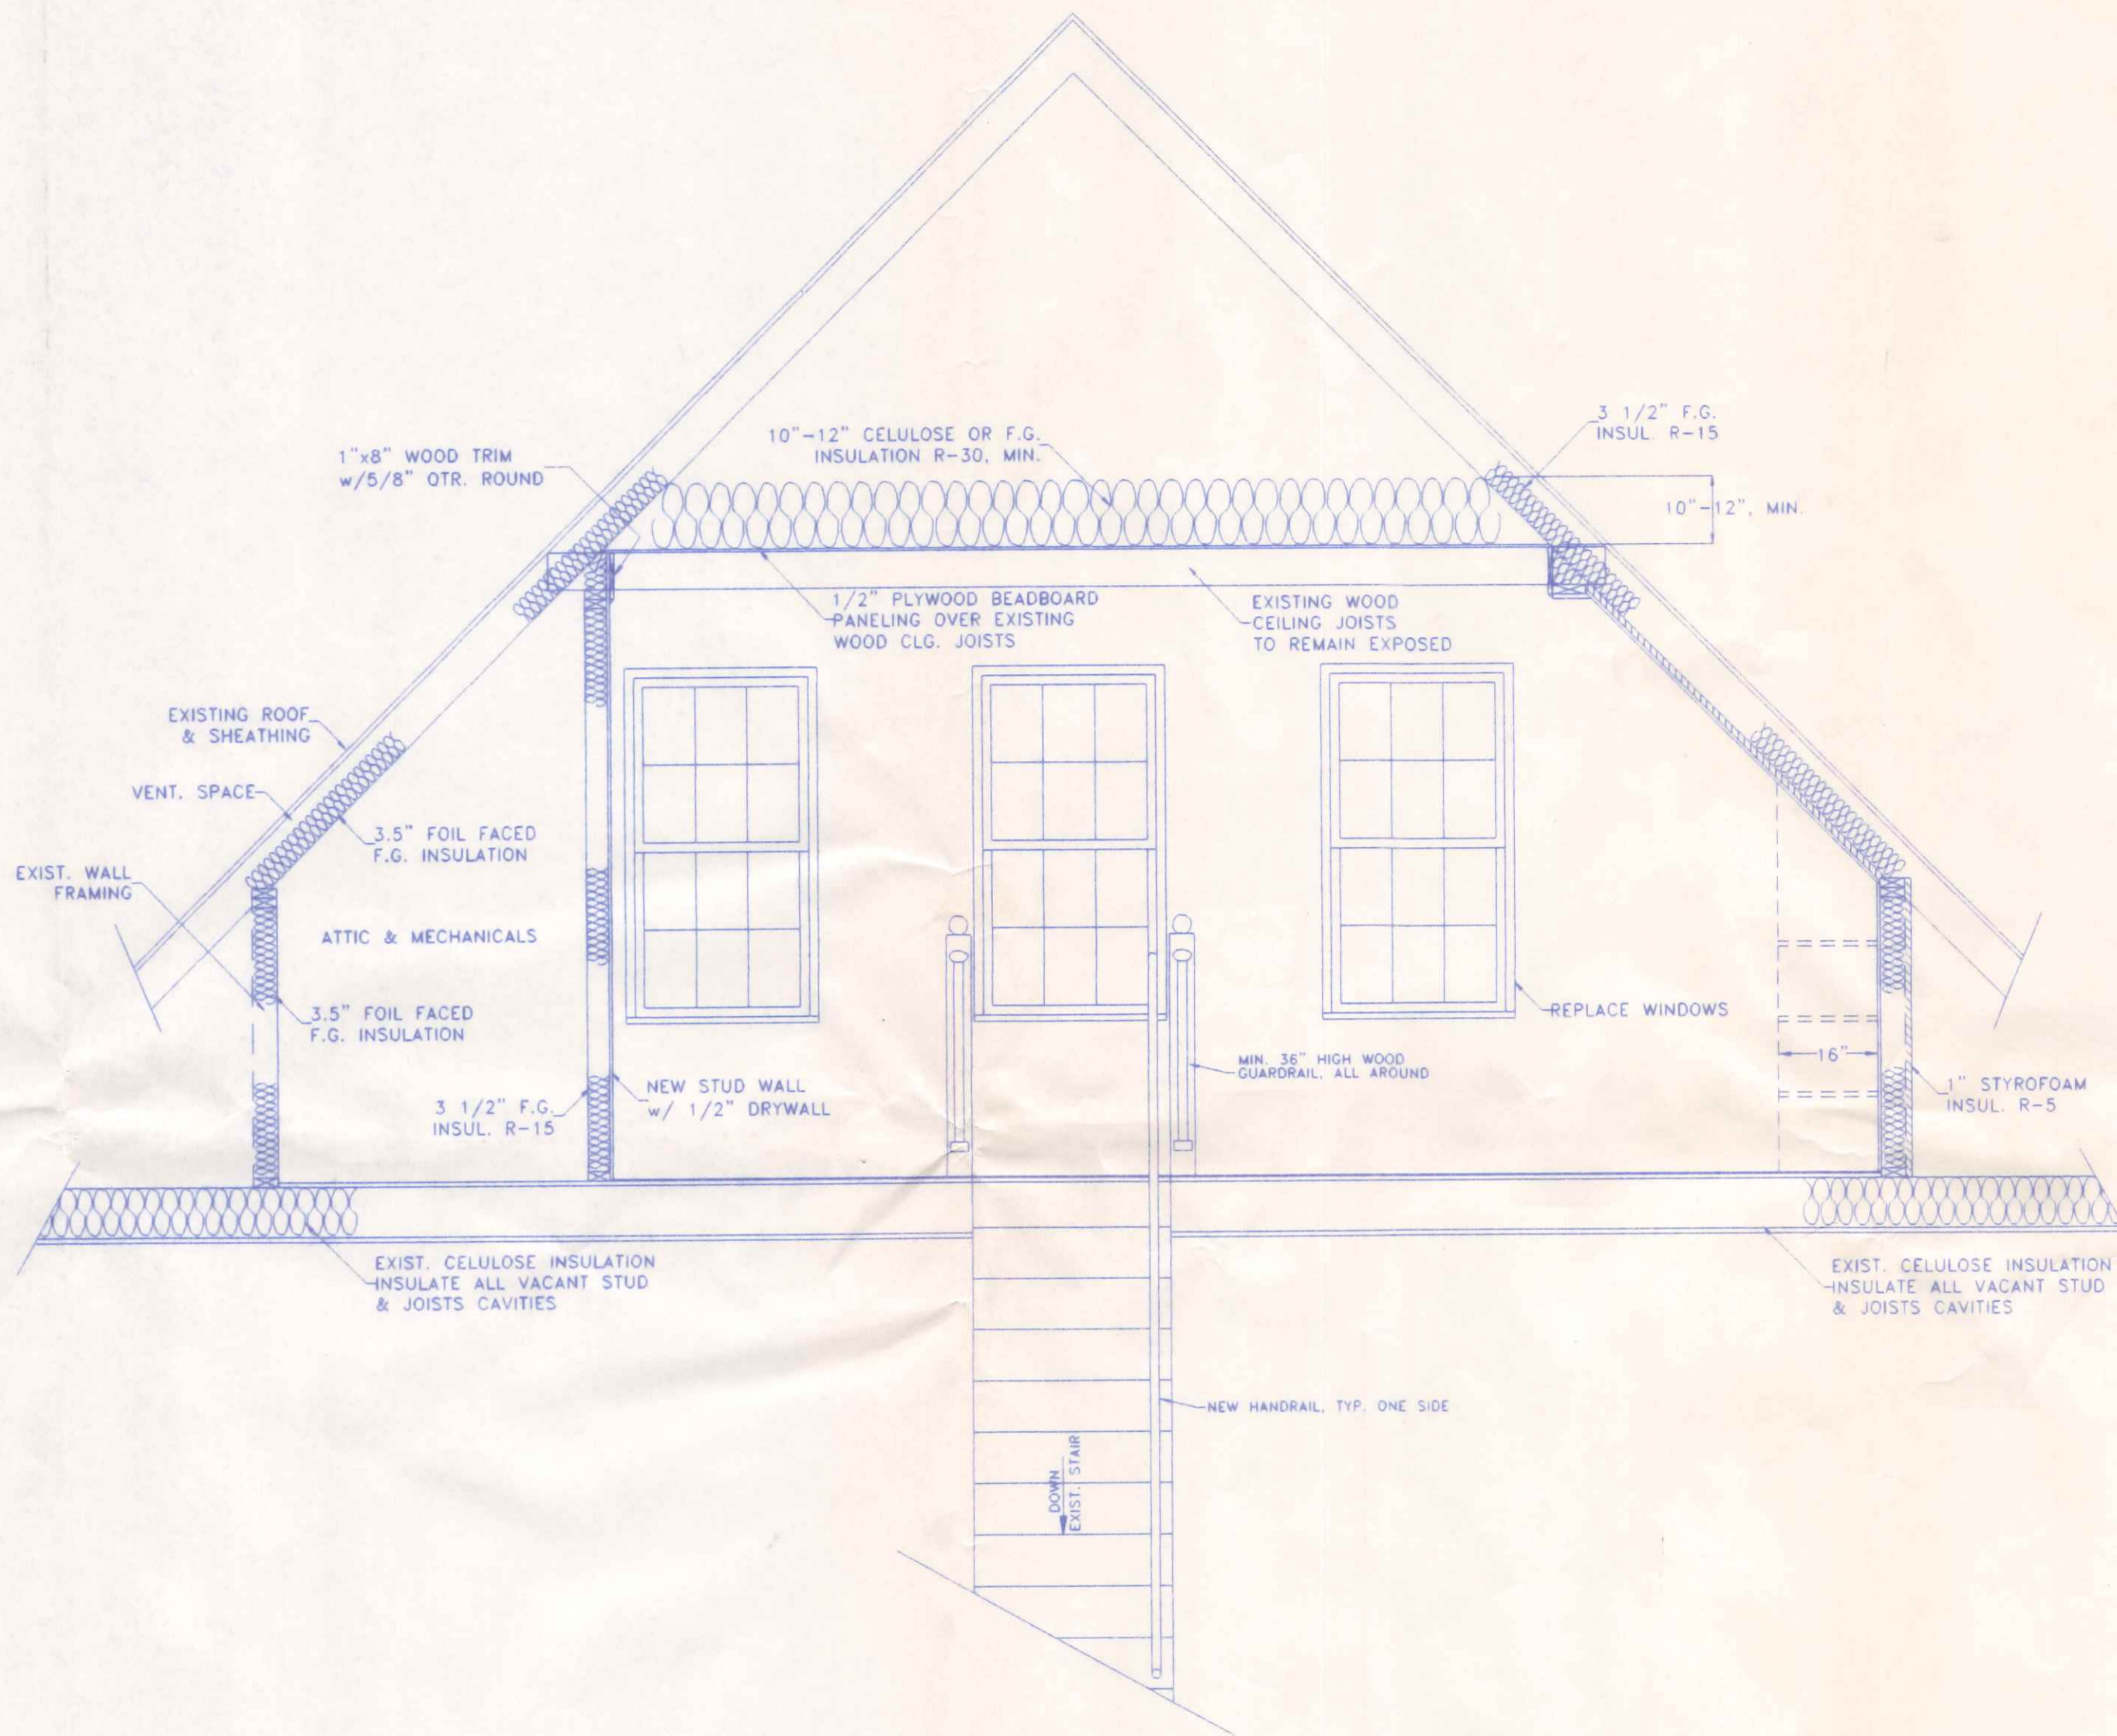 3 1/2" F.G.
INSUL. R-15
10"-12" CELULOSE OR F.G.
INSULATION R-30, MIN.
1"x8" WOOD TRIM
w/5/8" QTR. ROUND
10"-12", MIN.
1/2" PLYWOOD BEADBOARD
PANELING OVER EXISTING
WOOD CLG. JOISTS
EXISTING WOOD
CEILING JOISTS
TO REMAIN EXPOSED
EXISTING ROOF
& SHEATHING
VENT. SPACE
3.5" FOIL FACED
F.G. INSULATION
EXIST. WALL
FRAMING
ATTIC & MECHANICALS
3.5" FOIL FACED
F.G. INSULATION
REPLACE WINDOWS
MIN. 36" HIGH WOOD
GUARDRAIL, ALL AROUND
16"
1" STYROFOAM
INSUL. R-5
NEW STUD WALL
w/ 1/2" DRYWALL
3 1/2" F.G.
INSUL. R-15
EXIST. CELULOSE INSULATION
INSULATE ALL VACANT STUD
& JOISTS CAVITIES
EXIST. CELULOSE INSULATION
INSULATE ALL VACANT STUD
& JOISTS CAVITIES
NEW HANDRAIL, TYP. ONE SIDE
DOWN
EXIST. STAIR